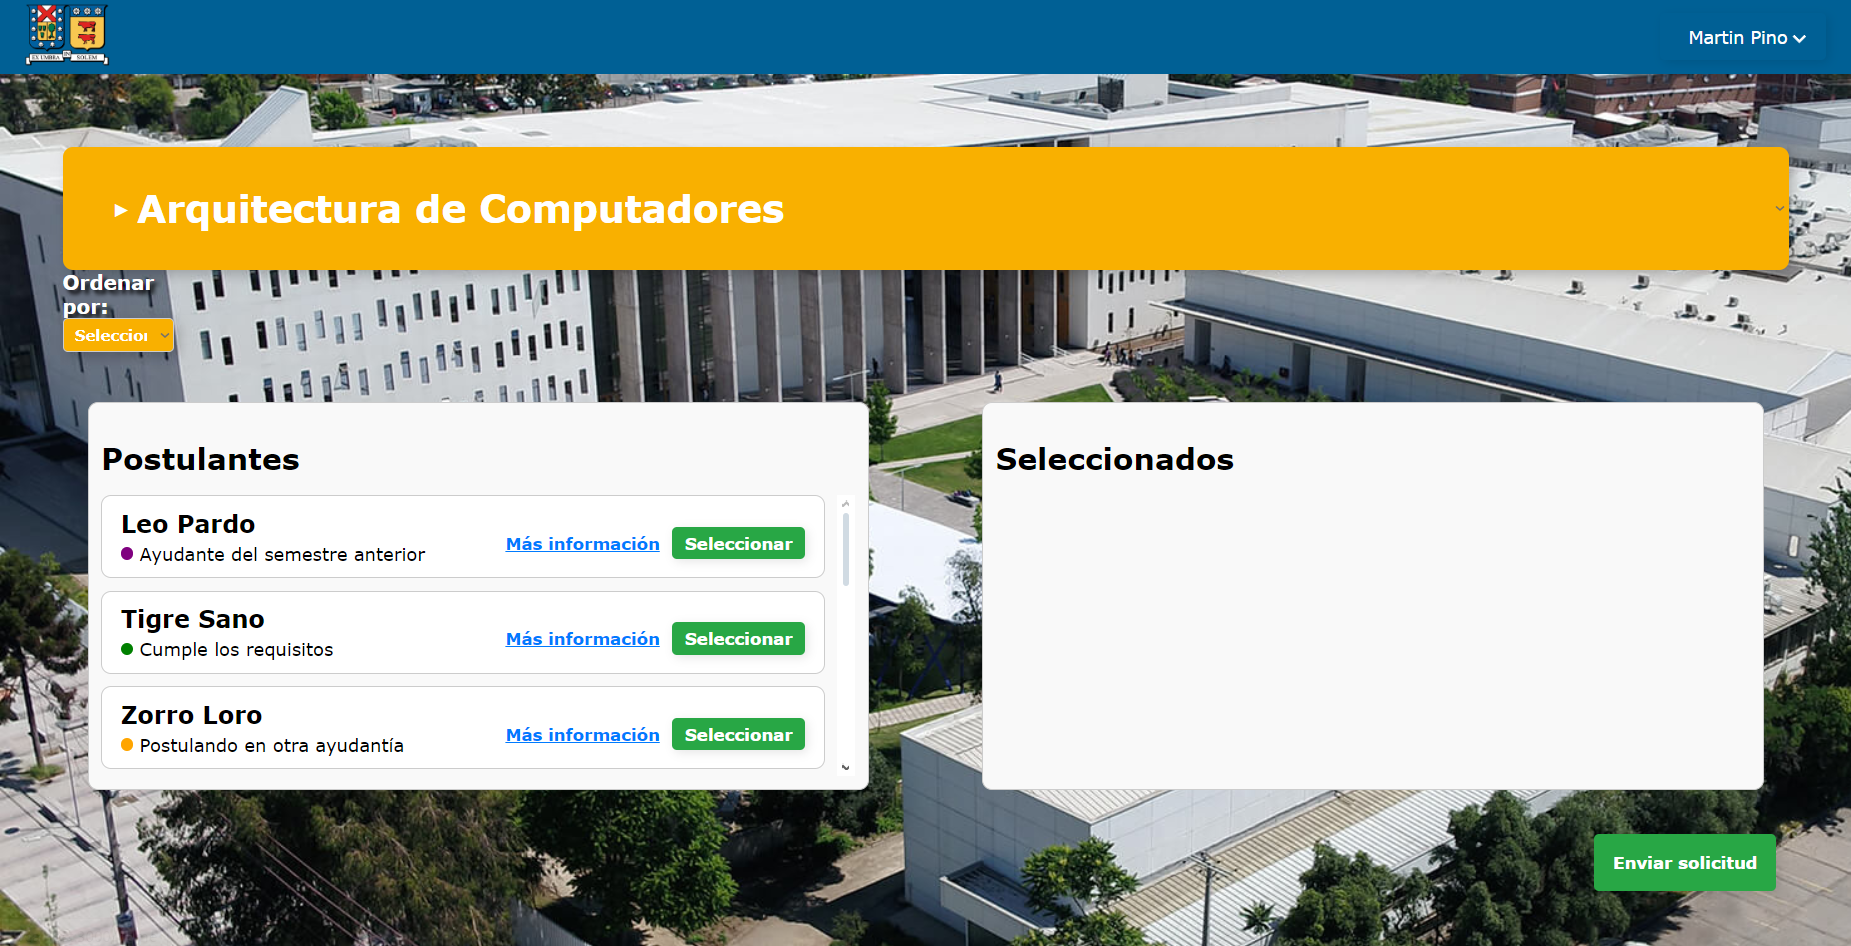 EX UMBRA IN SOLEM
Martin Pino
Arquitectura de Computadores
Ordenar
por:
Seleccion
Postulantes
Leo Pardo
Ayudante del semestre anterior
Más información
Seleccionar
Tigre Sano
Cumple los requisitos
Más información
Seleccionar
Zorro Loro
Postulando en otra ayudantía
Más información
Seleccionar
Seleccionados
Enviar solicitud